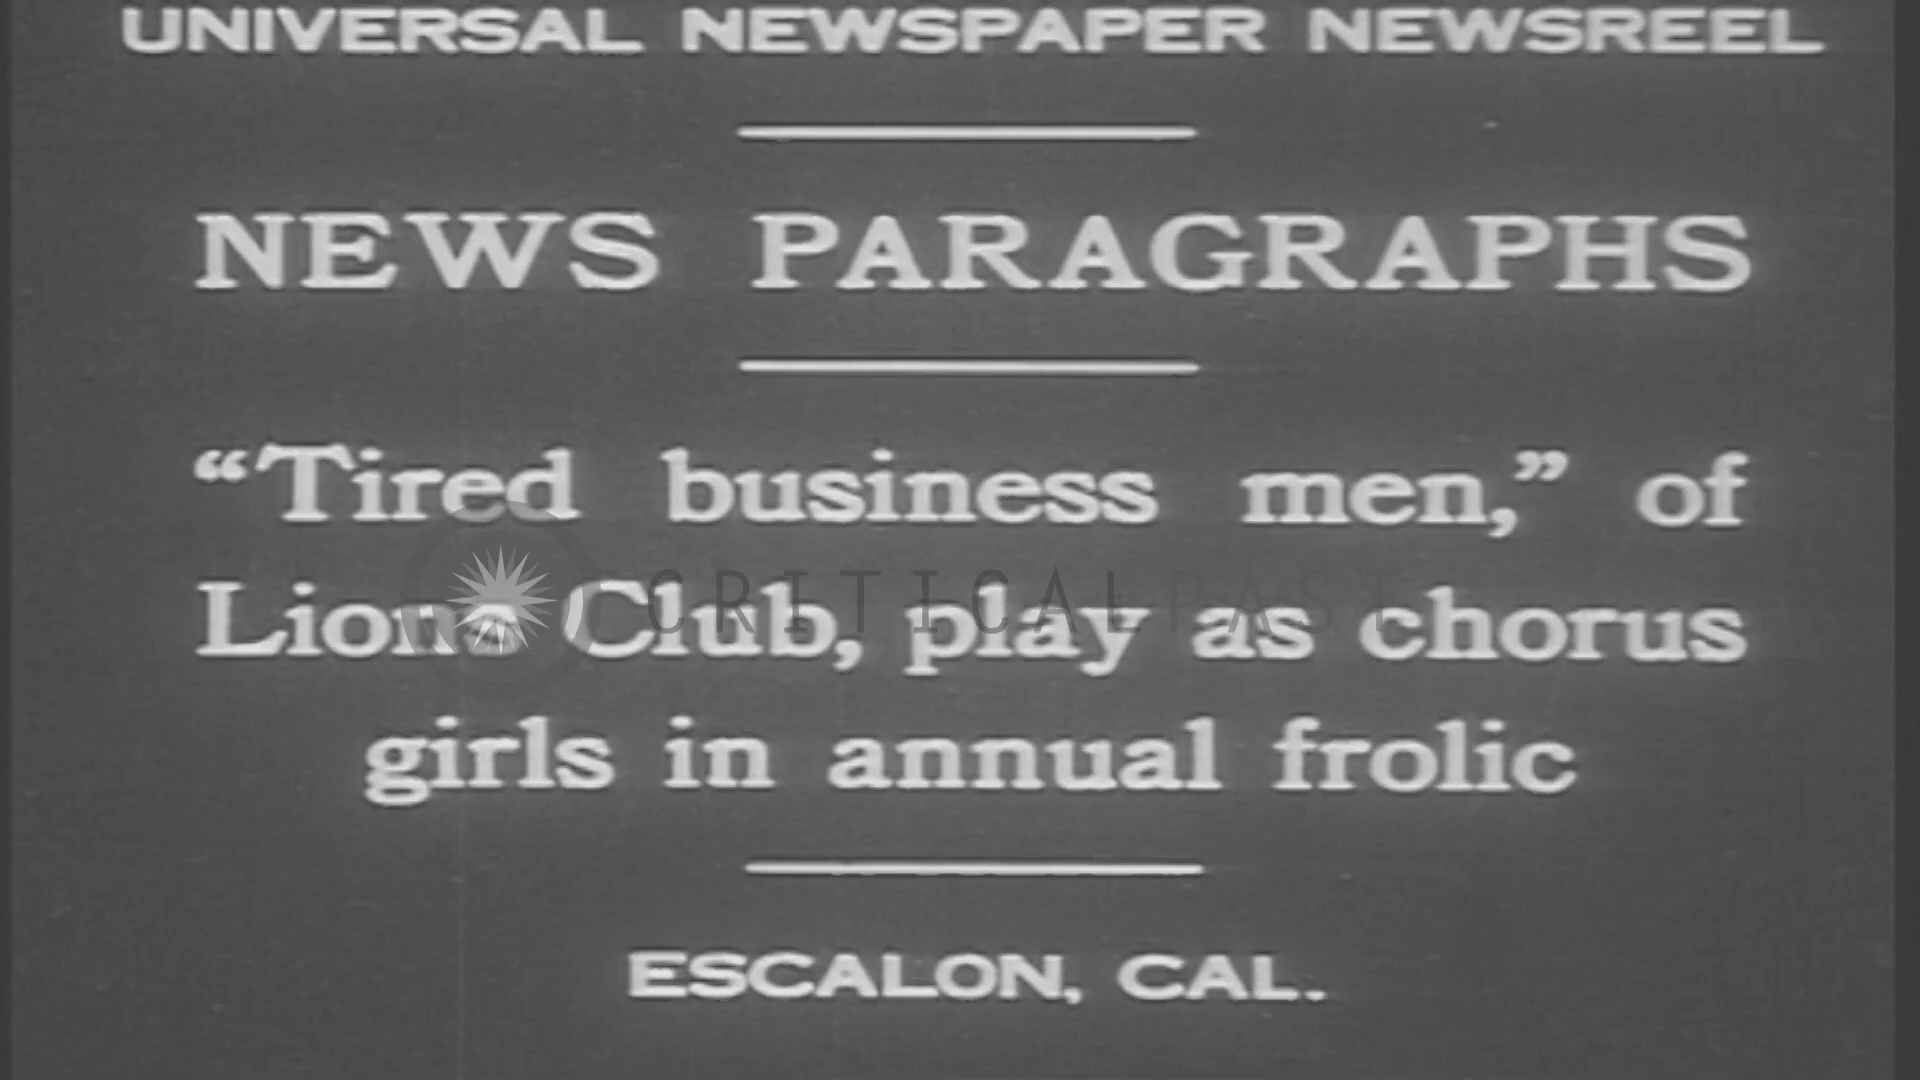 UNIVERSAL NEWSPAPER NEWSREEL
NEWS PARAGRAPHS
“Tired business men,” of
Lions Club, play as chorus
girls in annual frolic
CRITICALPAST
ESCALON, CAL.